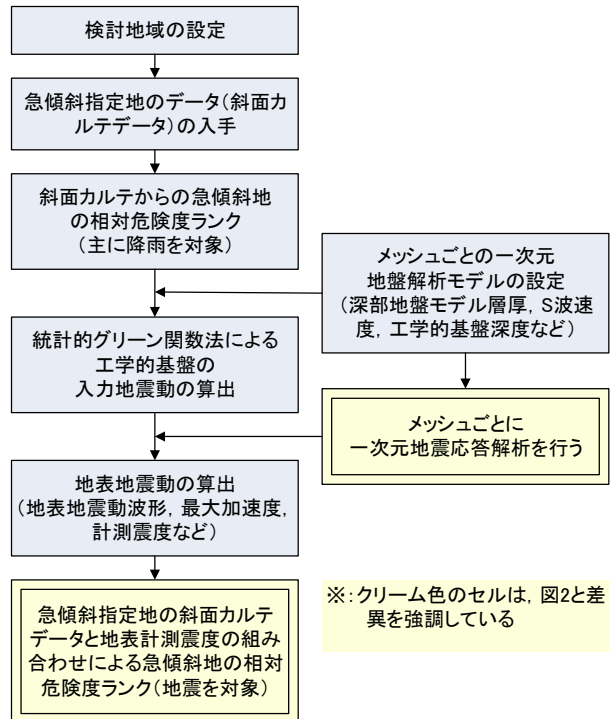 検討地域の設定
急傾斜指定地のデータ(斜面カ
ルテデータ)の入手
斜面カルテからの急傾斜地
の相対危険度ランク
(主に降雨を対象)
メッシュごとの一次元
地盤解析モデルの設定
(深部地盤モデル層厚, S波速
度, 工学的基盤深度など)
統計的グリーン関数法による
工学的基盤の
入力地震動の算出
メッシュごとに
一次元地震応答解析を行う
地表地震動の算出
(地表地震動波形, 最大加速度,
計測震度など)
急傾斜指定地の斜面カルテ
データと地表計測震度の組み
合わせによる急傾斜地の相対
危険度ランク(地震を対象)
※:クリーム色のセルは, 図2と差
異を強調している